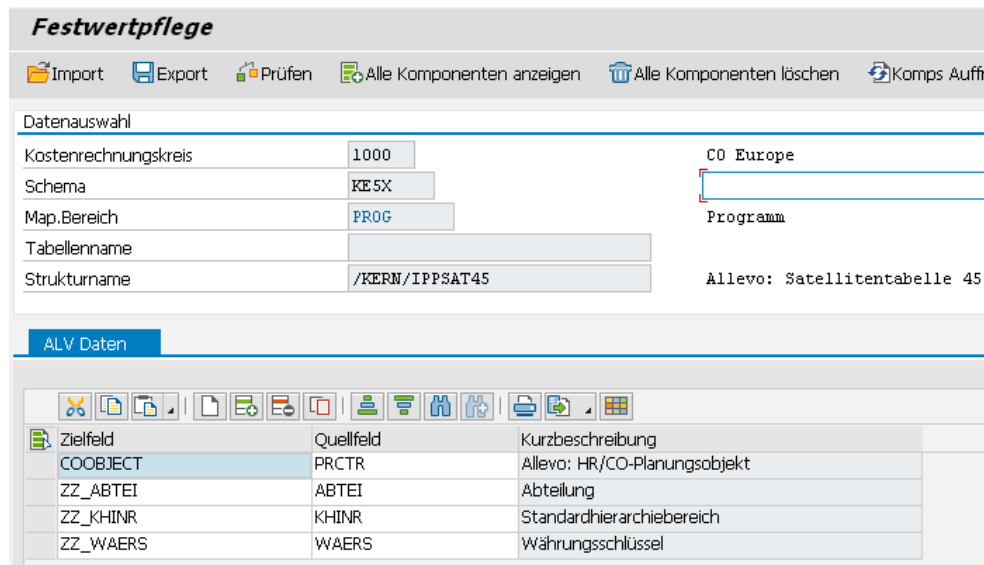 Festwertpflege
Import Export Prüfen Alle Komponenten anzeigen Alle Komponenten löschen Komps Auffr
Datenauswahl
Kostenrechnungskreis 1000 CO Europe
Schema KE5X
Map.Bereich PROG Programm
Tabellenname
Strukturname /KERN/IPPSAT45 Allevo: Satellitentabelle 45
ALV Daten
Zielfeld Quellfeld Kurzbeschreibung
COOBJECT PRCTR Allevo: HR/CO-Planungsobjekt
ZZ_ABTEI ABTEI Abteilung
ZZ_KHINR KHINR Standardhierarchiebereich
ZZ_WAERS WAERS Währungsschlüssel